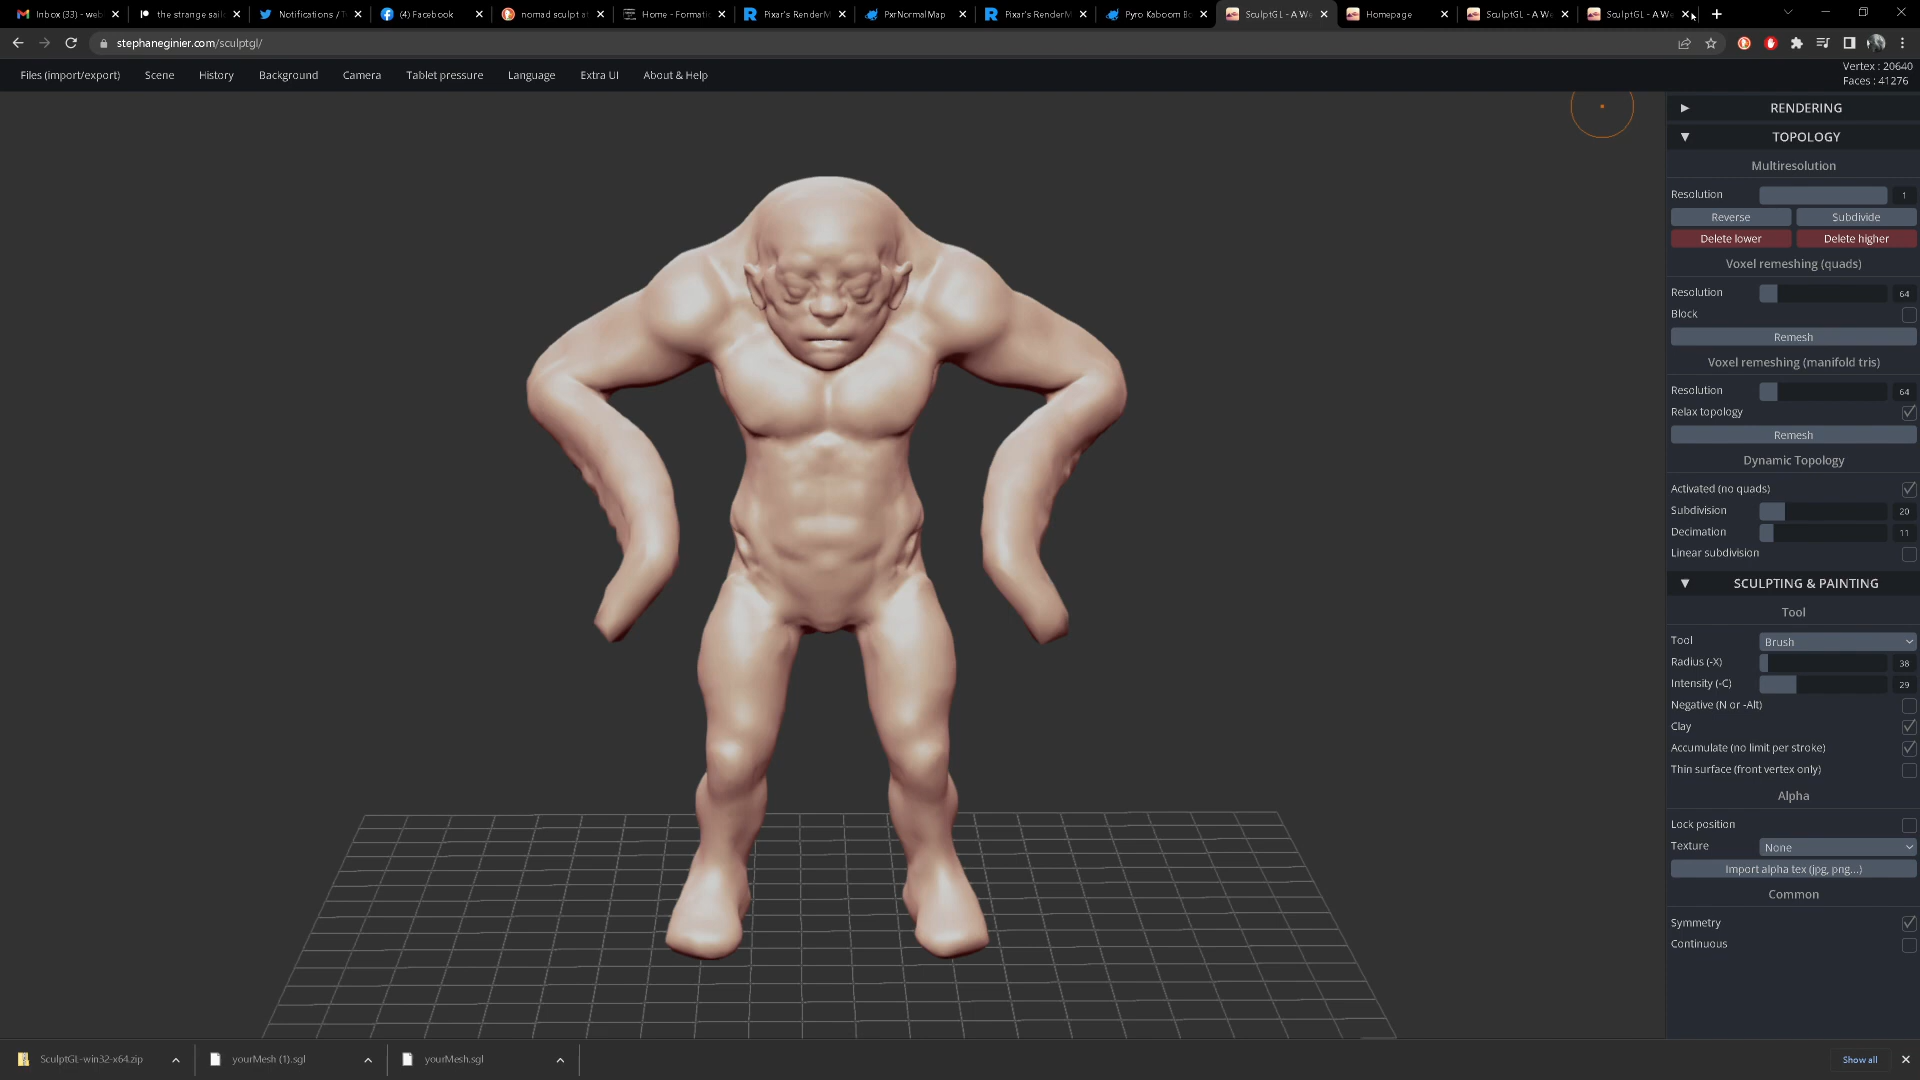 Inbox (33) - web
the strange sail
Notifications / T
(4) Facebook
nomad sculpt at
Home - Formati
Pixar's RenderM
PxrNormalMap
Pixar's RenderM
Pyro Kaboom Bo
SculptGL - A We
Homepage
SculptGL - A We
SculptGL - A We
stephaneginier.com/sculptgl/
Files (import/export) Scene History Background Camera Tablet pressure Language Extra UI About & Help
Vertex : 20640
Faces : 41276
RENDERING
TOPOLOGY
Multiresolution
Resolution 1
Reverse Subdivide
Delete lower Delete higher
Voxel remeshing (quads)
Resolution 64
Block
Remesh
Voxel remeshing (manifold tris)
Resolution 64
Relax topology
Remesh
Dynamic Topology
Activated (no quads)
Subdivision 20
Decimation 11
Linear subdivision
SCULPTING & PAINTING
Tool
Tool Brush
Radius (-X) 38
Intensity (-C) 29
Negative (N or -Alt)
Clay
Accumulate (no limit per stroke)
Thin surface (front vertex only)
Alpha
Lock position
Texture None
Import alpha tex (jpg, png...)
Common
Symmetry
Continuous
SculptGL-win32-x64.zip
yourMesh (1).sgl
yourMesh.sgl
Show all